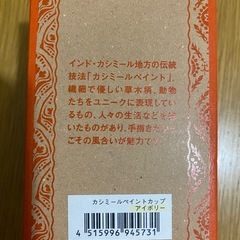 インド・カシミール地方の伝統
技法「カシミールペイント」。
繊細で優しい草木柄、動物
たちをユニークに表現してい
るもの、人々の生活などを描
いたものがあり、手描きだ
こその風合いが魅力で
カシミールペイントカップ
アイボリー
4 515996 945731